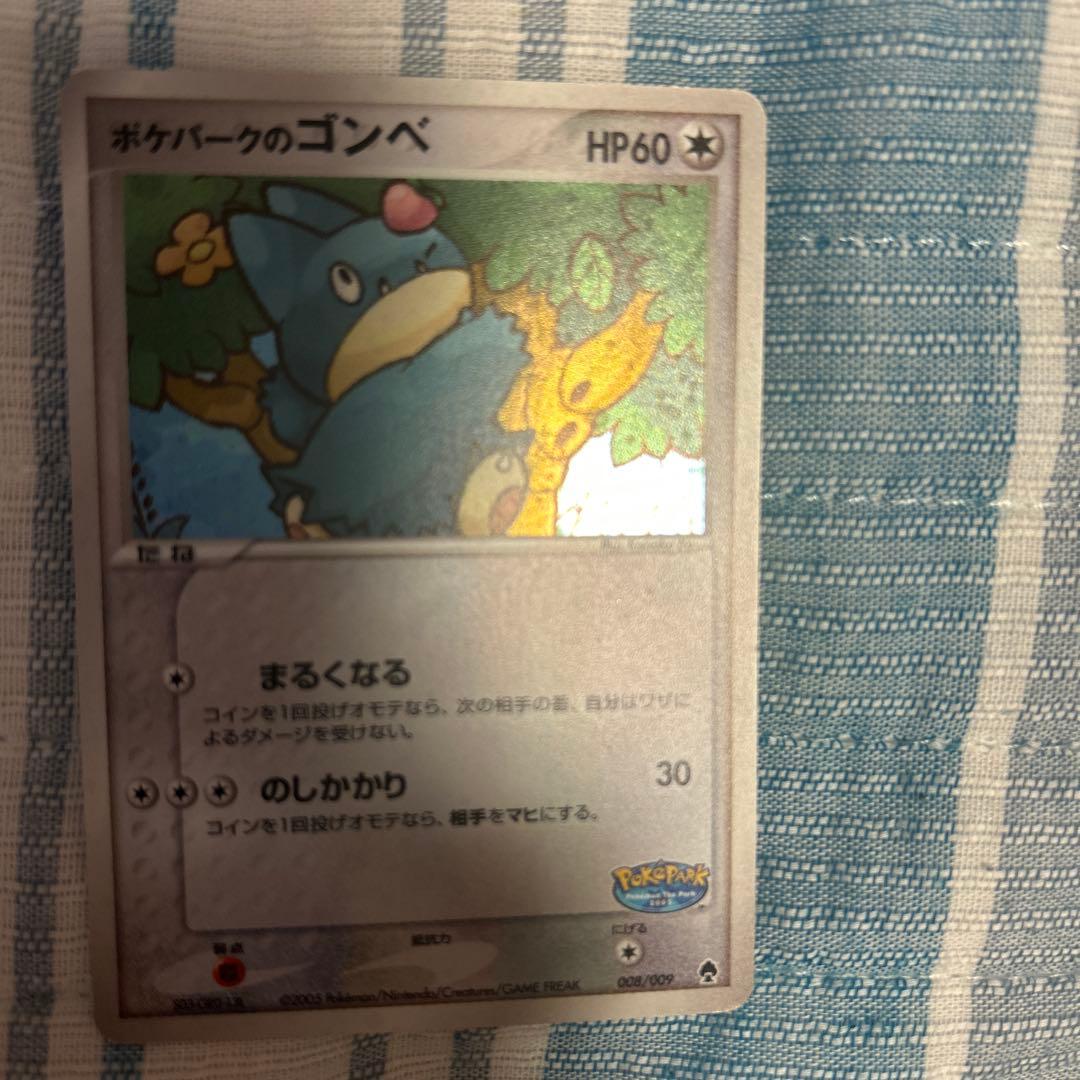 ポケパークのゴンベ HP60
たね
まるくなる
コインを1回投げオモテなら、次の相手の番、自分はワザに
よるダメージを受けない。
のしかかり 30
コインを1回投げオモテなら、相手をマヒにする。
POKéPARK
Pokémon The Park
2005
弱点 抵抗力 にげる
©2005 Pokémon/Nintendo/Creatures/GAME FREAK 008/009